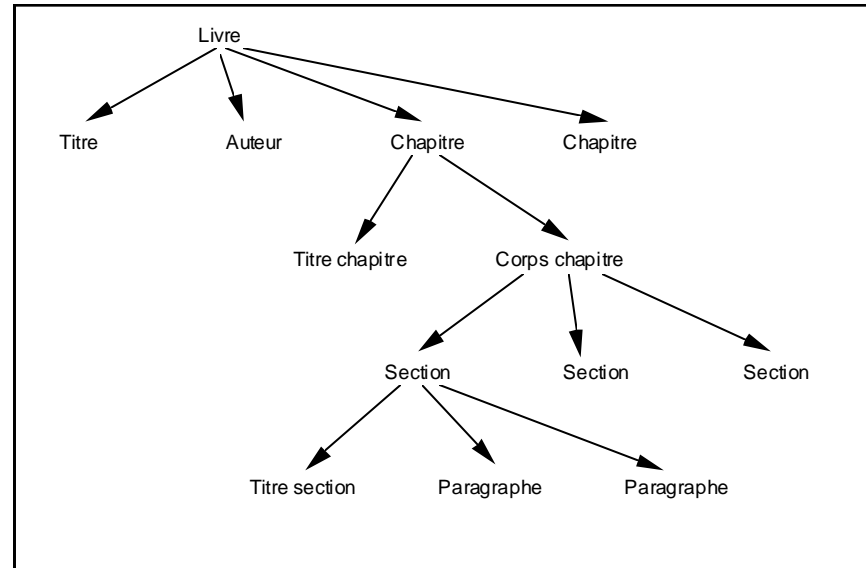 Livre
Titre Auteur Chapitre Chapitre
Titre chapitre Corps chapitre
Section Section Section
Titre section Paragraphe Paragraphe